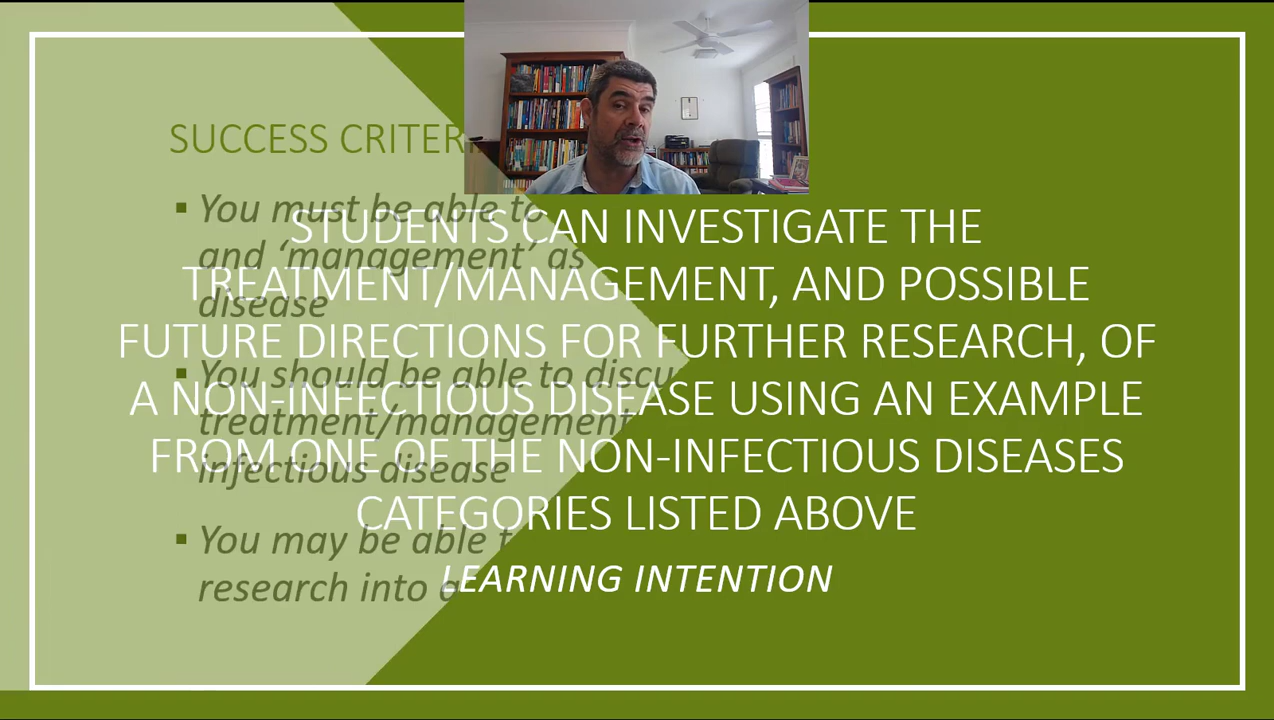 SUCCESS CRITER
You must be able to
and ‘management’ as
disease
You should be able to discu
treatment/management
infectious disease
You may be able t
research into a
STUDENTS CAN INVESTIGATE THE
TREATMENT/MANAGEMENT, AND POSSIBLE
FUTURE DIRECTIONS FOR FURTHER RESEARCH, OF
A NON-INFECTIOUS DISEASE USING AN EXAMPLE
FROM ONE OF THE NON-INFECTIOUS DISEASES
CATEGORIES LISTED ABOVE
LEARNING INTENTION